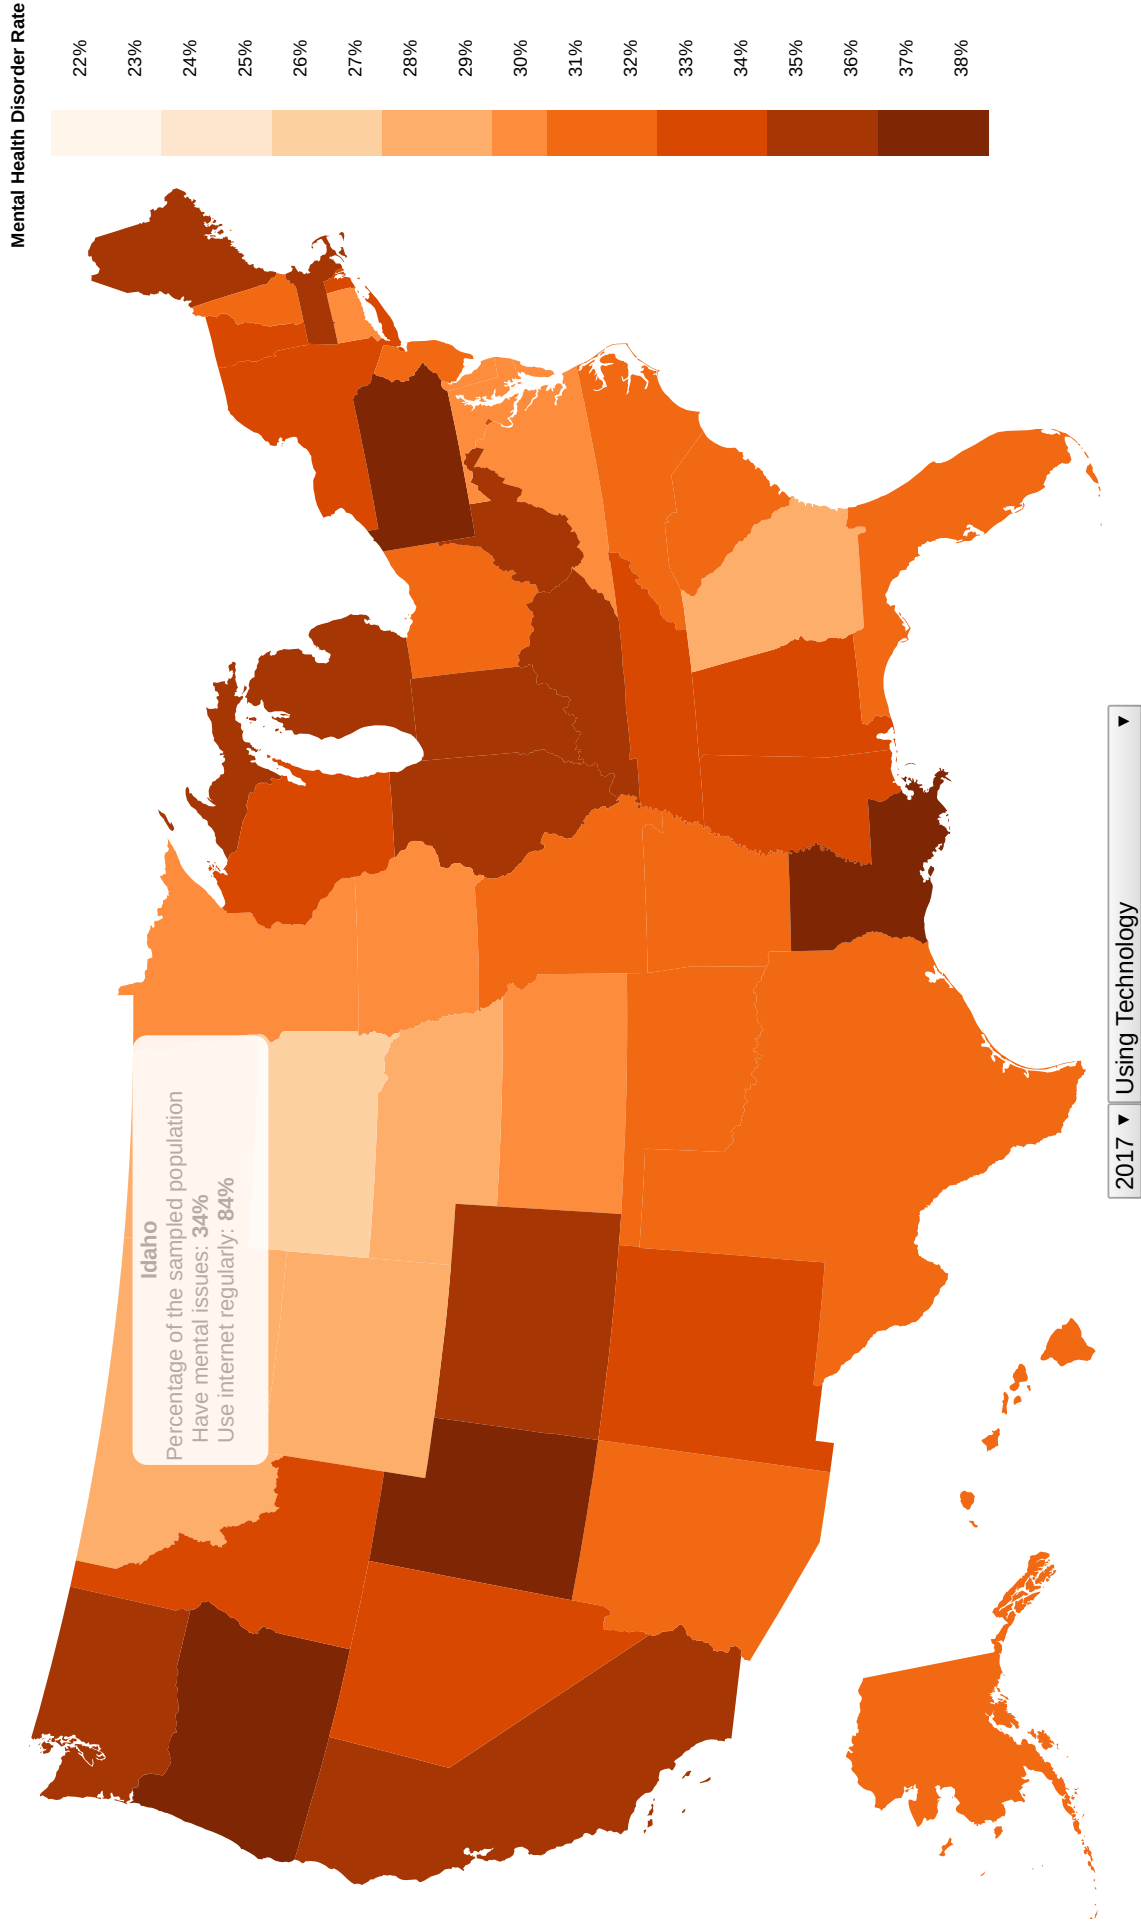 Mental Health Disorder Rate
22%
23%
24%
25%
26%
27%
28%
29%
30%
31%
32%
33%
34%
35%
36%
37%
38%
Idaho
Percentage of the sampled population
Have mental issues: 34%
Use internet regularly: 84%
2017 ▼ Using Technology ▼